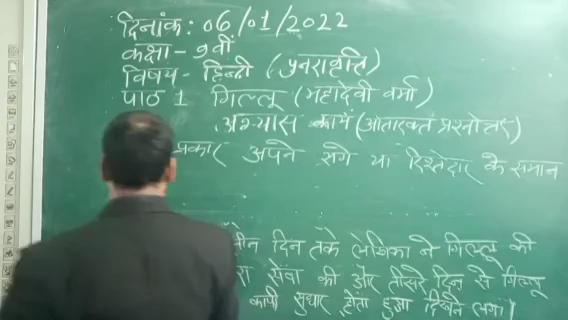 दिनांक: 06/01/2022
कक्षा - 9वीं
विषय - हिन्दी (पुनरावृत्ति)
पाठ 1 गिल्लू (महादेवी वर्मा)
अभ्यास कार्य (अतिरिक्त प्रश्नोत्तर)
प्रकार अपने सगे या रिश्तेदार के समान
दिन तक लेखिका ने गिल्लू की
सेवा की और तीसरे दिन से गिल्लू
काफी सुधार होता हुआ दिखने लगा।